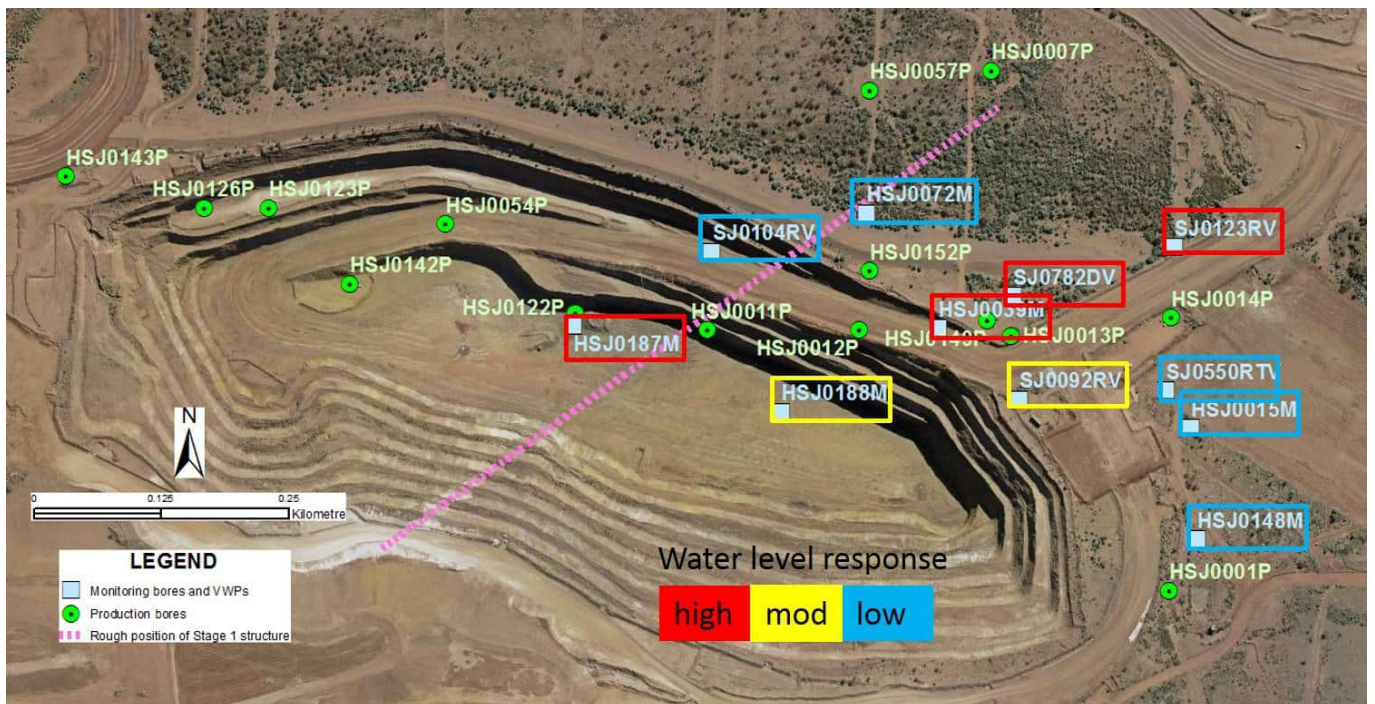 HSJ0007P
HSJ0057P
HSJ0143P
HSJ0126P
HSJ0123P
HSJ0054P
HSJ0072M
SJ0104RV
SJ0123RV
HSJ0142P
HSJ0152P
SJ0782DV
HSJ0122P
HSJ0011P
HSJ0039M
HSJ0014P
HSJ0187M
HSJ0012P
HSJ0013P
HSJ0188M
SJ0092RV
SJ0550RTV
HSJ0015M
N
0 0.125 0.25
Kilometre
HSJ0148M
LEGEND
Monitoring bores and VWPs
Production bores
Rough position of Stage 1 structure
Water level response
high mod low
HSJ0001P